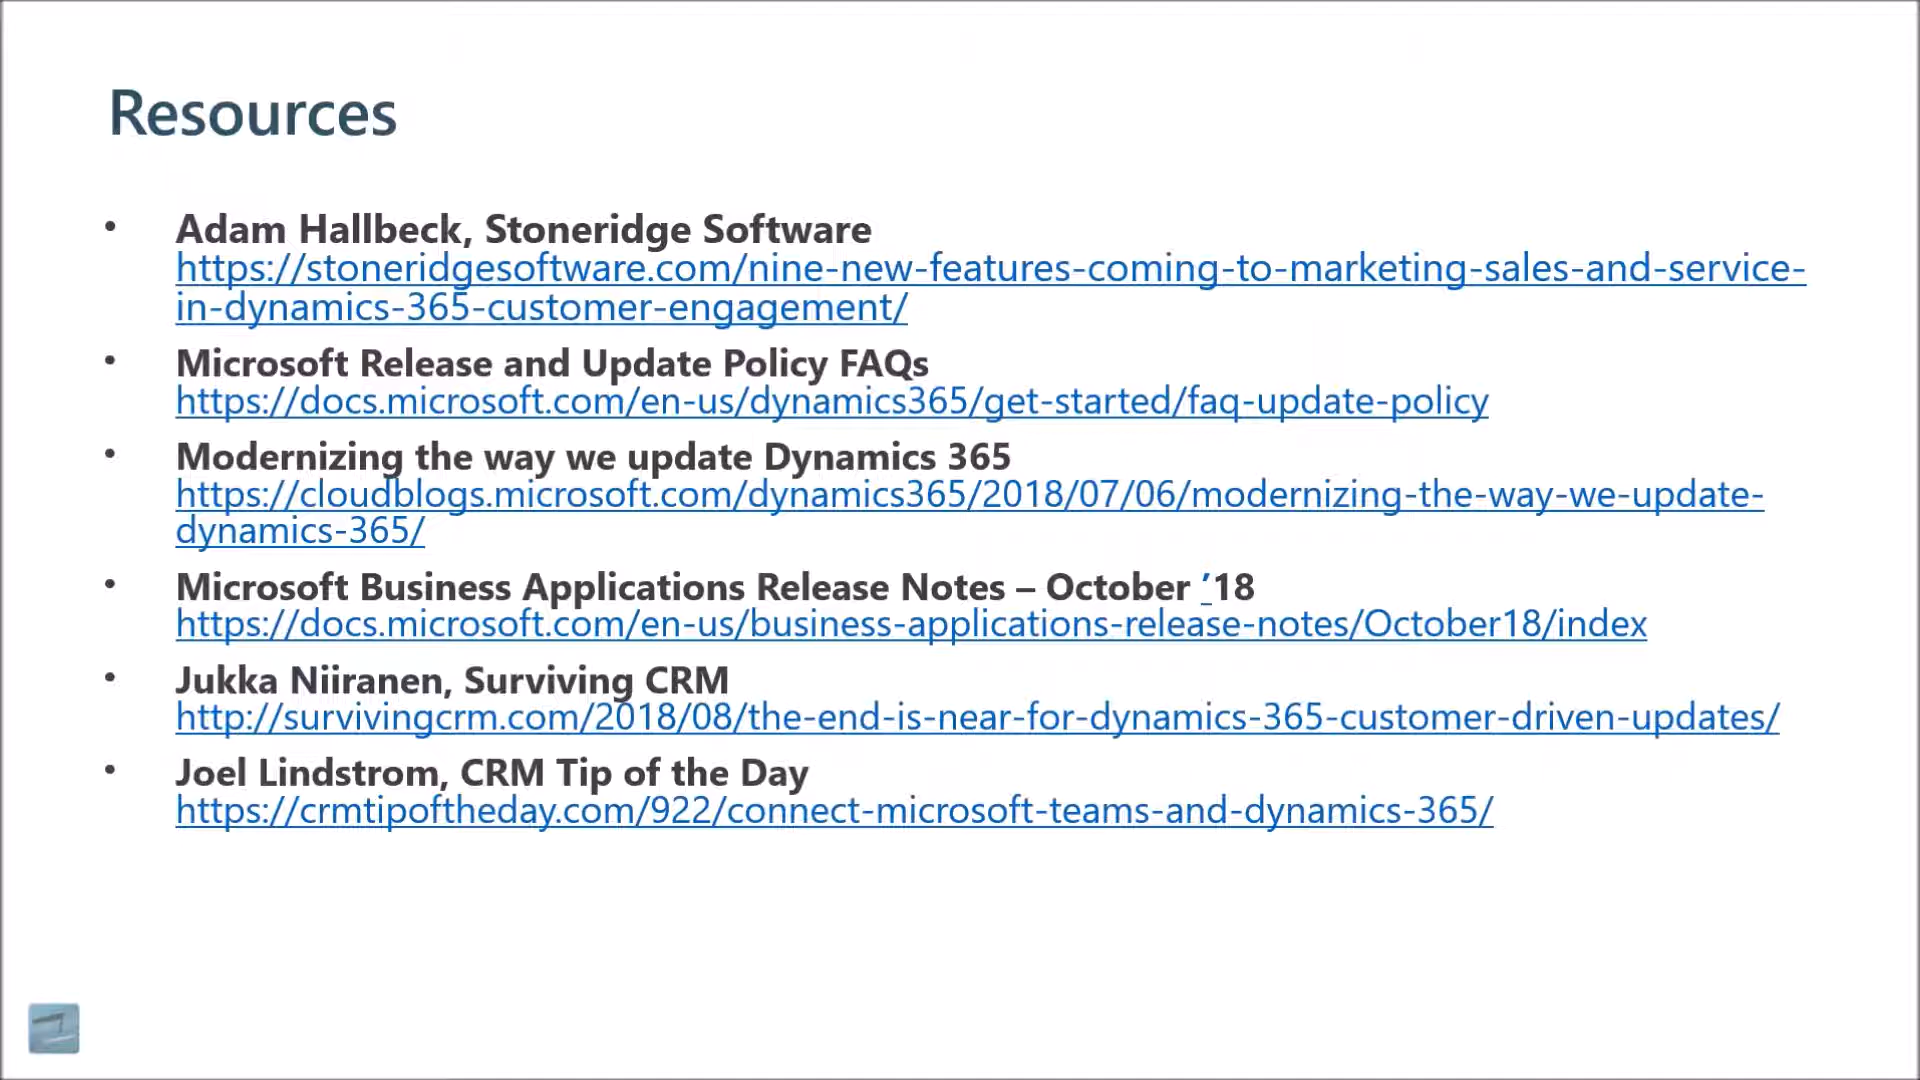 Resources
• Adam Hallbeck, Stoneridge Software
https://stoneridgesoftware.com/nine-new-features-coming-to-marketing-sales-and-service-
in-dynamics-365-customer-engagement/
• Microsoft Release and Update Policy FAQs
https://docs.microsoft.com/en-us/dynamics365/get-started/faq-update-policy
• Modernizing the way we update Dynamics 365
https://cloudblogs.microsoft.com/dynamics365/2018/07/06/modernizing-the-way-we-update-
dynamics-365/
• Microsoft Business Applications Release Notes – October ’18
https://docs.microsoft.com/en-us/business-applications-release-notes/October18/index
• Jukka Niiranen, Surviving CRM
http://survivingcrm.com/2018/08/the-end-is-near-for-dynamics-365-customer-driven-updates/
• Joel Lindstrom, CRM Tip of the Day
https://crmtipoftheday.com/922/connect-microsoft-teams-and-dynamics-365/